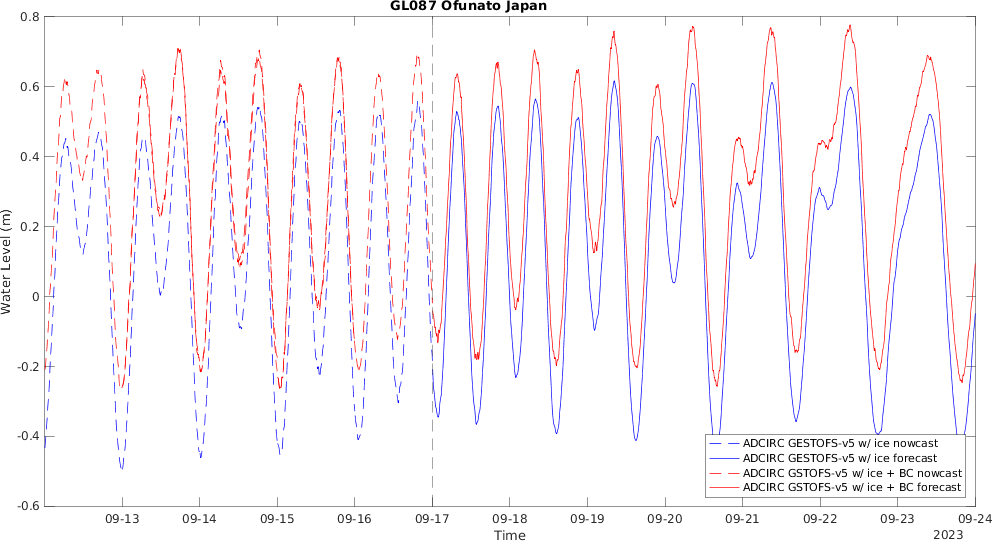 GL087 Ofunato Japan
0.8
0.6
0.4
0.2
0
-0.2
-0.4
-0.6
Water Level (m)
ADCIRC GESTOFS-v5 w/ ice nowcast
ADCIRC GESTOFS-v5 w/ ice forecast
ADCIRC GSTOFS-v5 w/ ice + BC nowcast
ADCIRC GSTOFS-v5 w/ ice + BC forecast
09-13 09-14 09-15 09-16 09-17 09-18 09-19 09-20 09-21 09-22 09-23 09-24
Time
2023